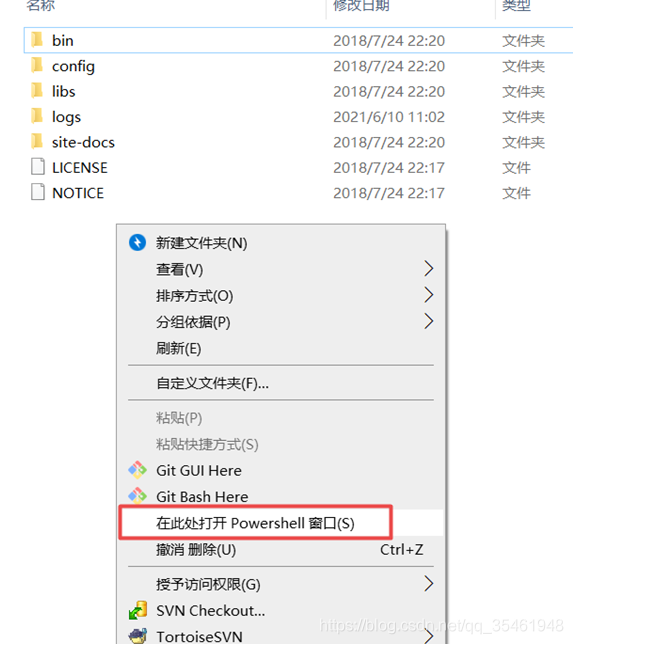 名称 修改日期 类型
bin 2018/7/24 22:20 文件夹
config 2018/7/24 22:20 文件夹
libs 2018/7/24 22:20 文件夹
logs 2021/6/10 11:02 文件夹
site-docs 2018/7/24 22:20 文件夹
LICENSE 2018/7/24 22:17 文件
NOTICE 2018/7/24 22:17 文件
新建文件夹(N)
查看(V)
排序方式(O)
分组依据(P)
刷新(E)
自定义文件夹(F)...
粘贴(P)
粘贴快捷方式(S)
Git GUI Here
Git Bash Here
在此处打开 Powershell 窗口(S)
撤消 删除(U) Ctrl+Z
授予访问权限(G)
SVN Checkout...
https://blog.csdn.net/qq_35461948
TortoiseSVN